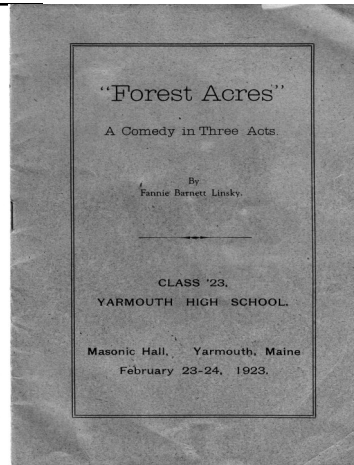 "Forest Acres"
A Comedy in Three Acts.
By
Fannie Barnett Linsky.
CLASS '23,
YARMOUTH HIGH SCHOOL.
Masonic Hall, Yarmouth, Maine
February 23-24, 1923.